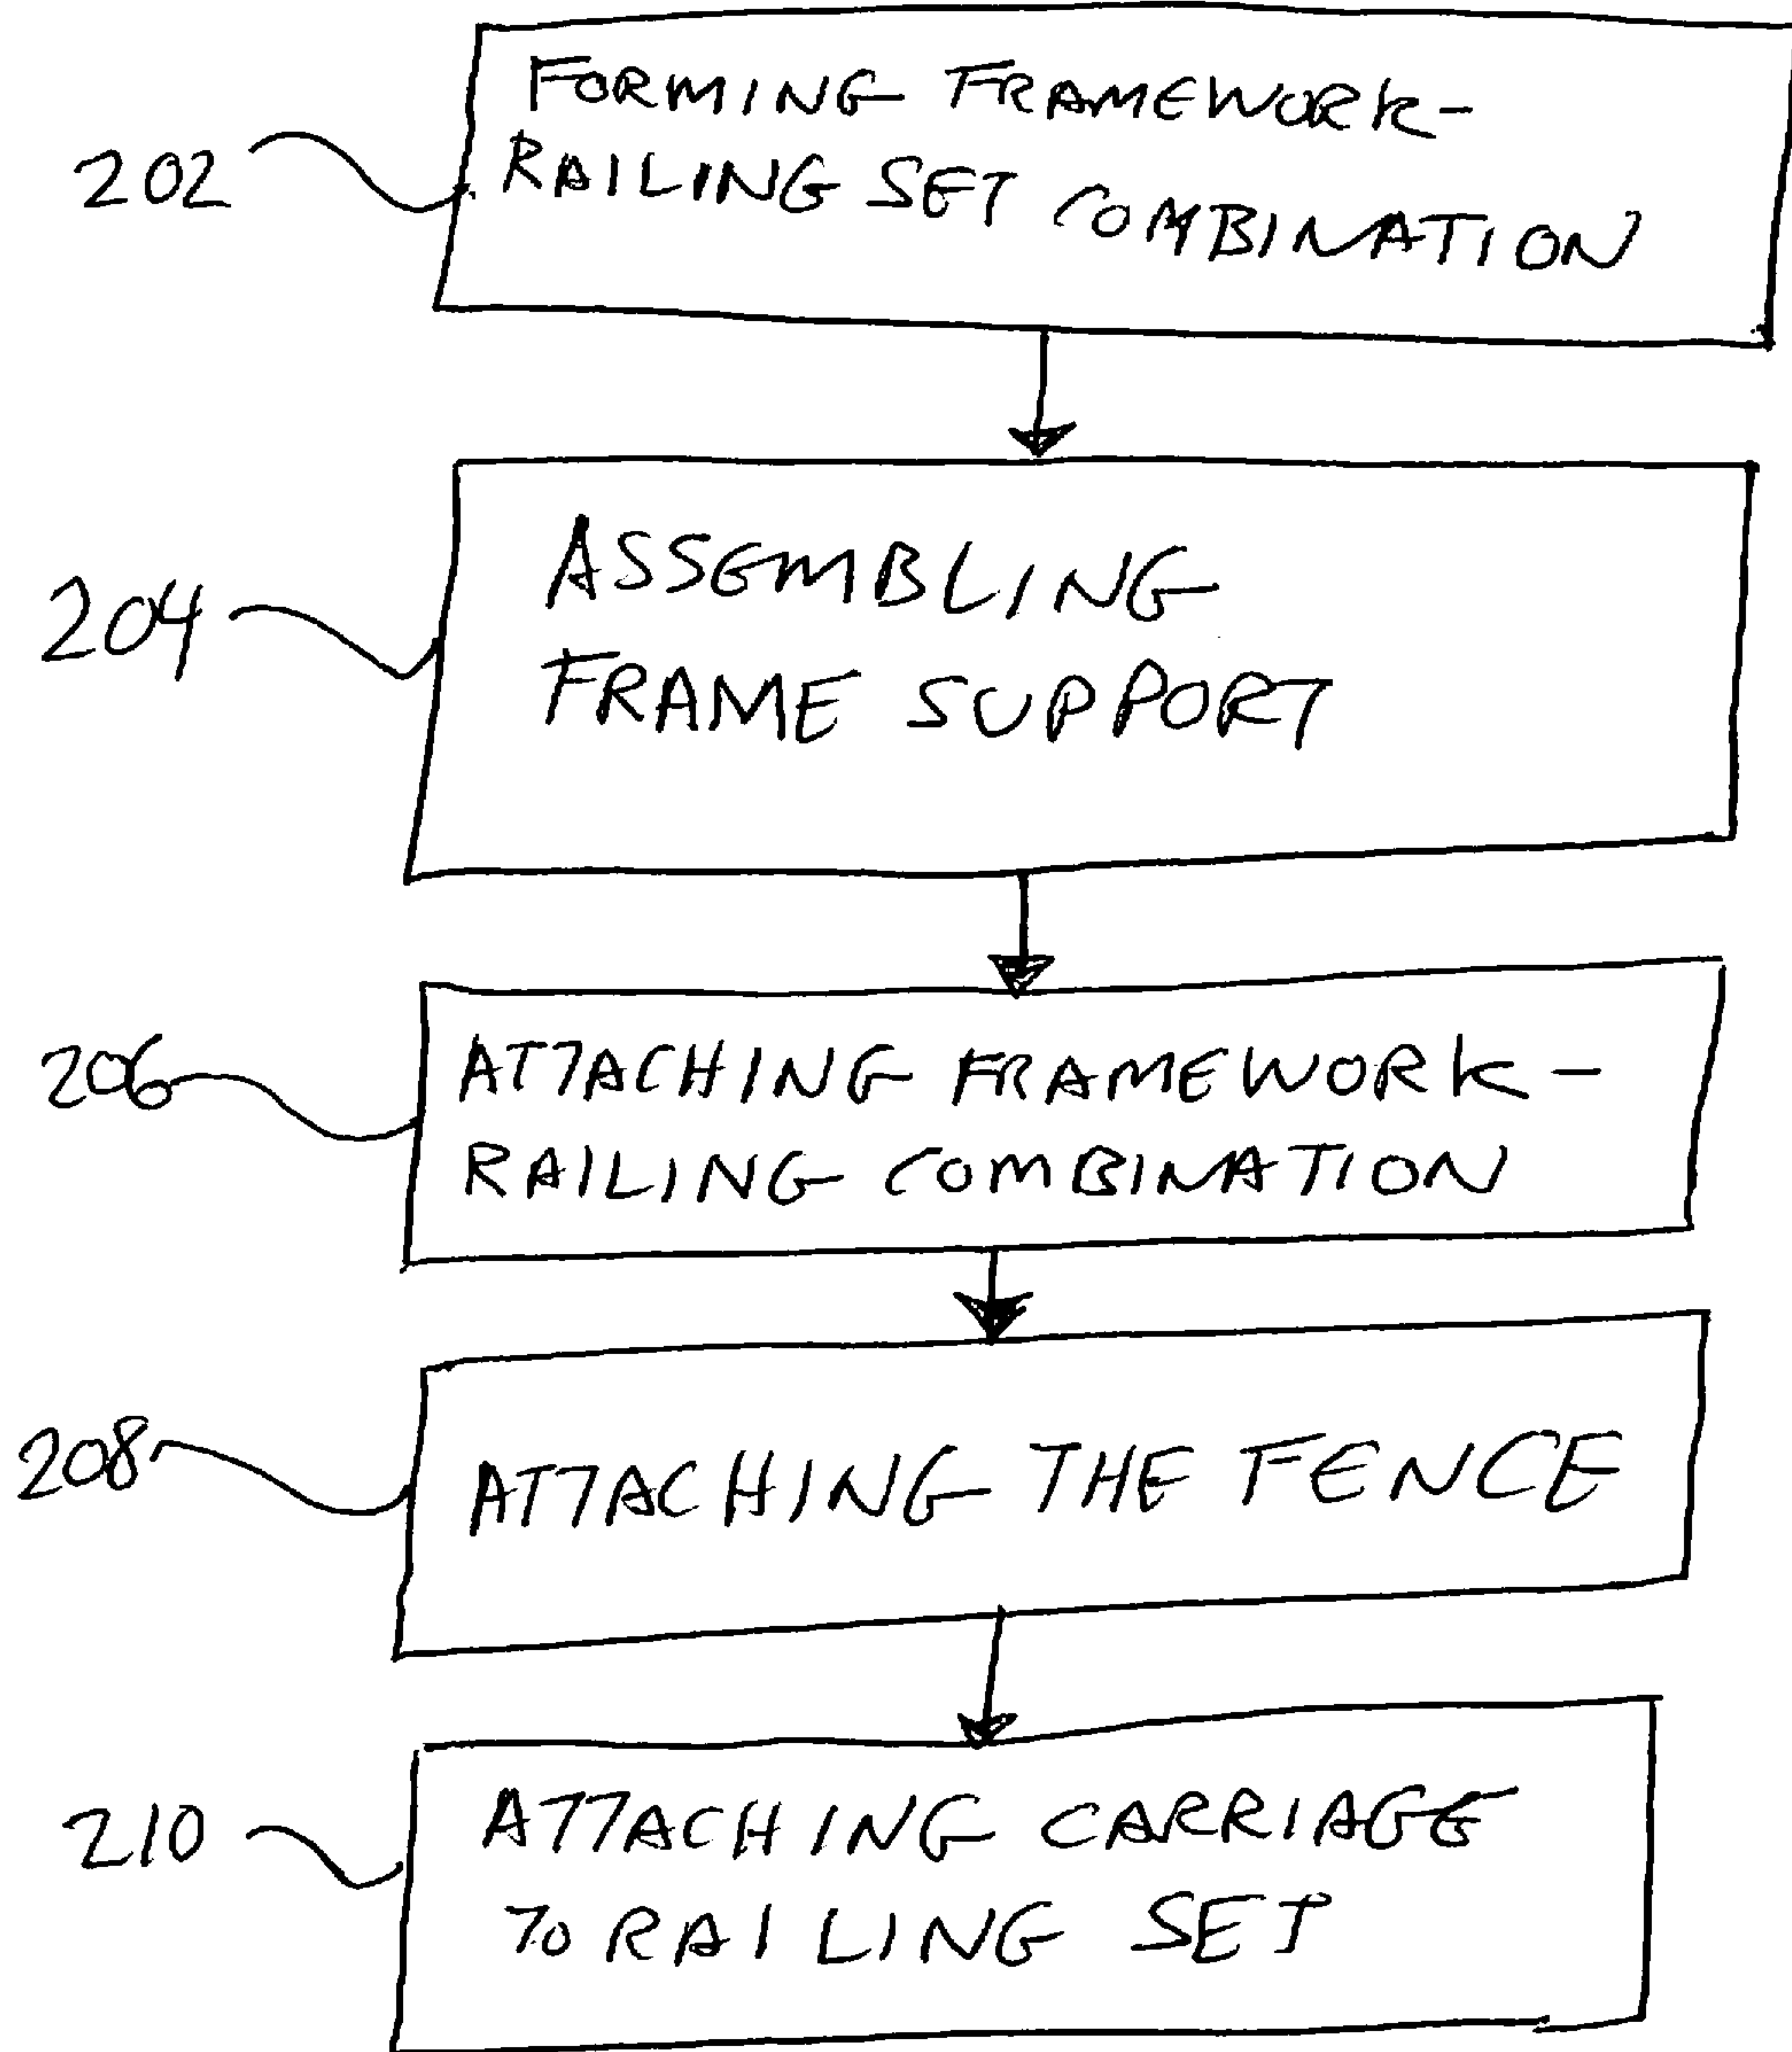 202
FORMING FRAMEWORK-
RAILING SET COMBINATION
204
ASSEMBLING
FRAME SUPPORT
206
ATTACHING FRAMEWORK-
RAILING COMBINATION
208
ATTACHING THE FENCE
210
ATTACHING CARRIAGE
TO RAILING SET